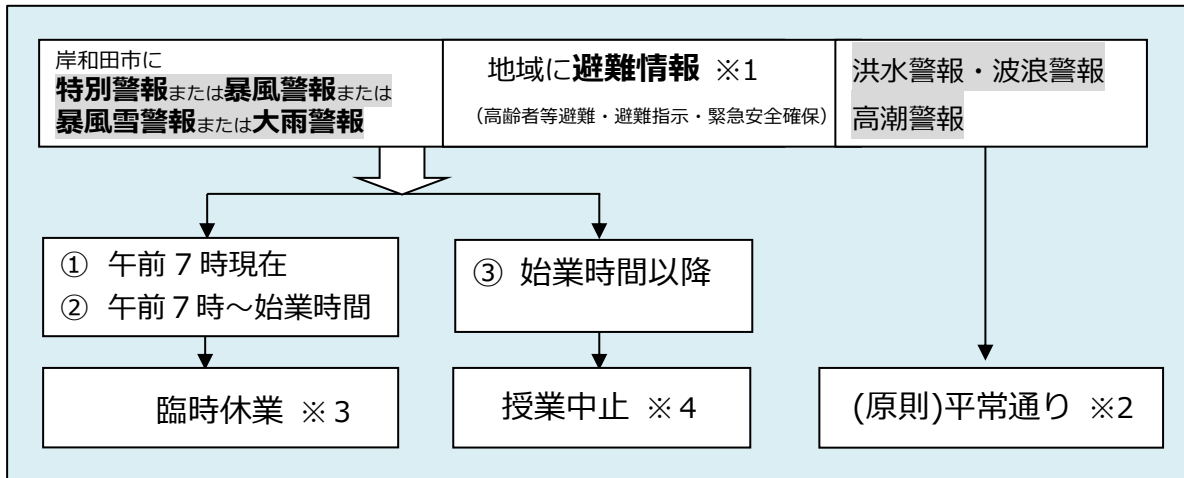 岸和田市に
特別警報または暴風警報または
暴風雪警報または大雨警報
地域に避難情報 ※1
(高齢者等避難・避難指示・緊急安全確保)
洪水警報・波浪警報
高潮警報
① 午前7時現在
② 午前7時～始業時間
③ 始業時間以降
臨時休業 ※3
授業中止 ※4
(原則)平常通り ※2